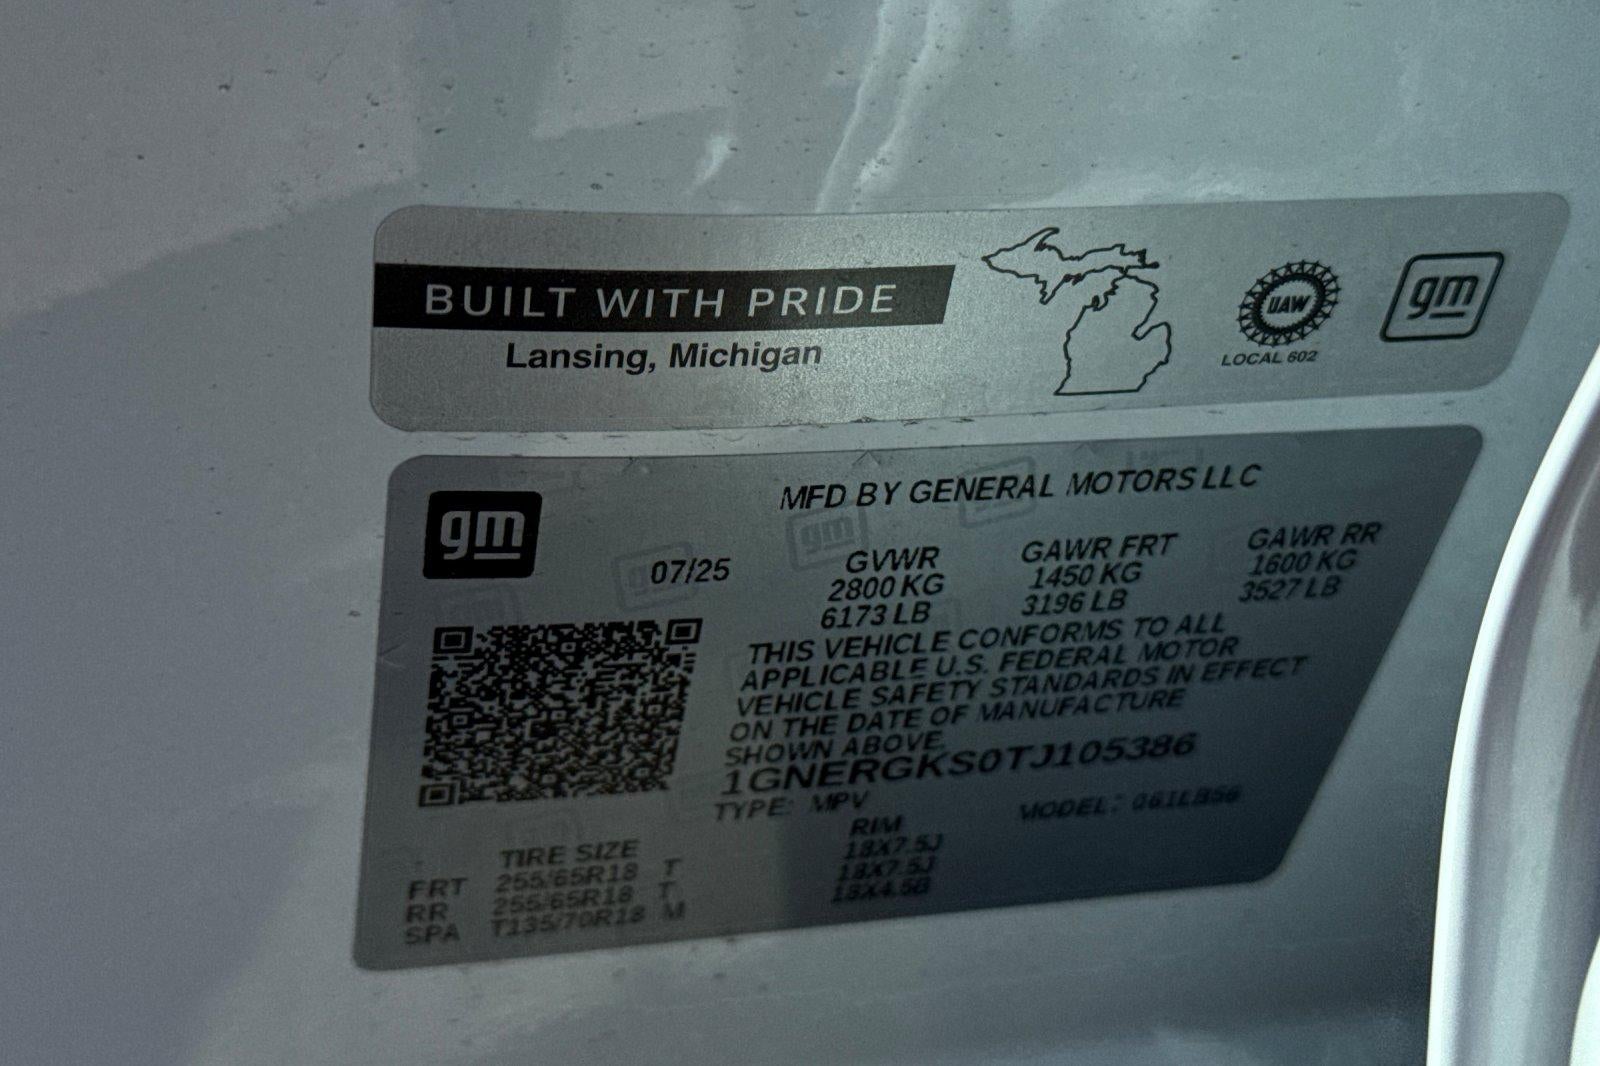 BUILT WITH PRIDE
Lansing, Michigan
UAW
LOCAL 602
gm
gm
MFD BY GENERAL MOTORS LLC
07/25
GVWR
2800 KG
6173 LB
GAWR FRT
1450 KG
3196 LB
GAWR RR
1600 KG
3527 LB
THIS VEHICLE CONFORMS TO ALL
APPLICABLE U.S. FEDERAL MOTOR
VEHICLE SAFETY STANDARDS IN EFFECT
ON THE DATE OF MANUFACTURE
SHOWN ABOVE.
1GNERGKS0TJ105386
TYPE: MPV MODEL:
TIRE SIZE RIM
FRT 255/65R18 T 18X7.5J
RR 255/65R18 T 18X7.5J
SPA T135/70R18 M 18X4.5B